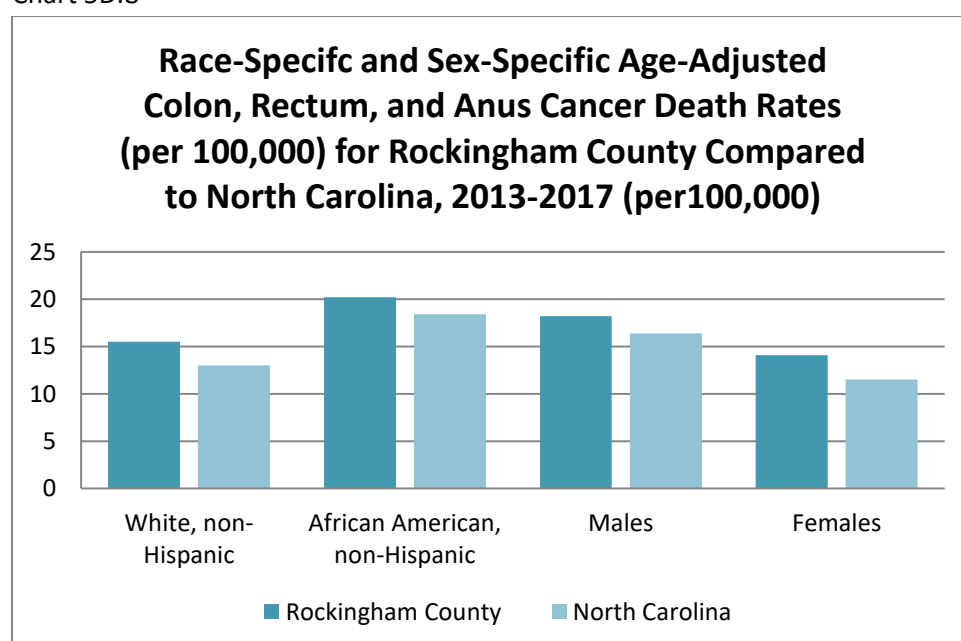 Chart 5D.8
Race-Specifc and Sex-Specific Age-Adjusted
Colon, Rectum, and Anus Cancer Death Rates
(per 100,000) for Rockingham County Compared
to North Carolina, 2013-2017 (per100,000)
25
20
15
10
5
0
White, non-
Hispanic
African American,
non-Hispanic
Males
Females
Rockingham County
North Carolina